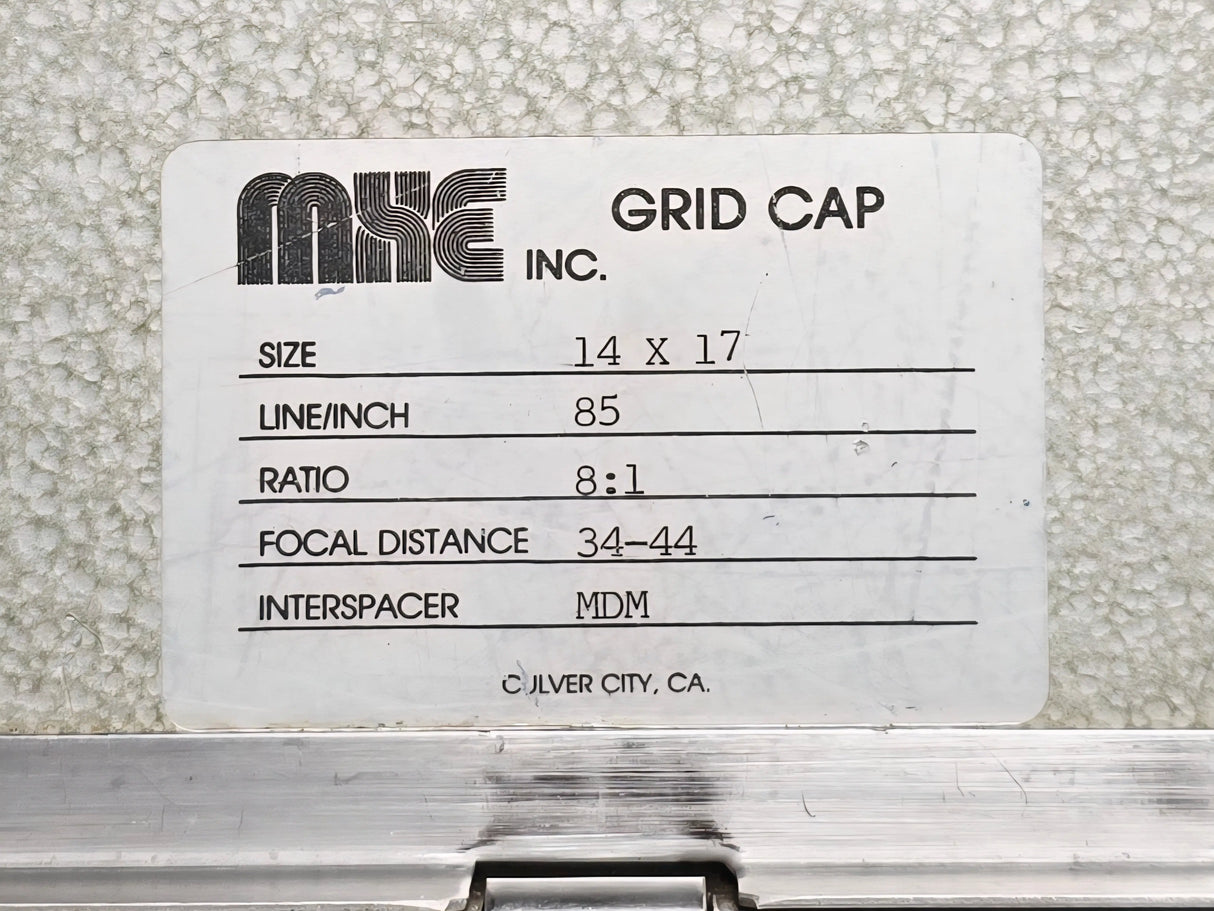 MXE INC. GRID CAP
SIZE 14 X 17
LINE/INCH 85
RATIO 8:1
FOCAL DISTANCE 34-44
INTERSPACER MDM
CULVER CITY, CA.